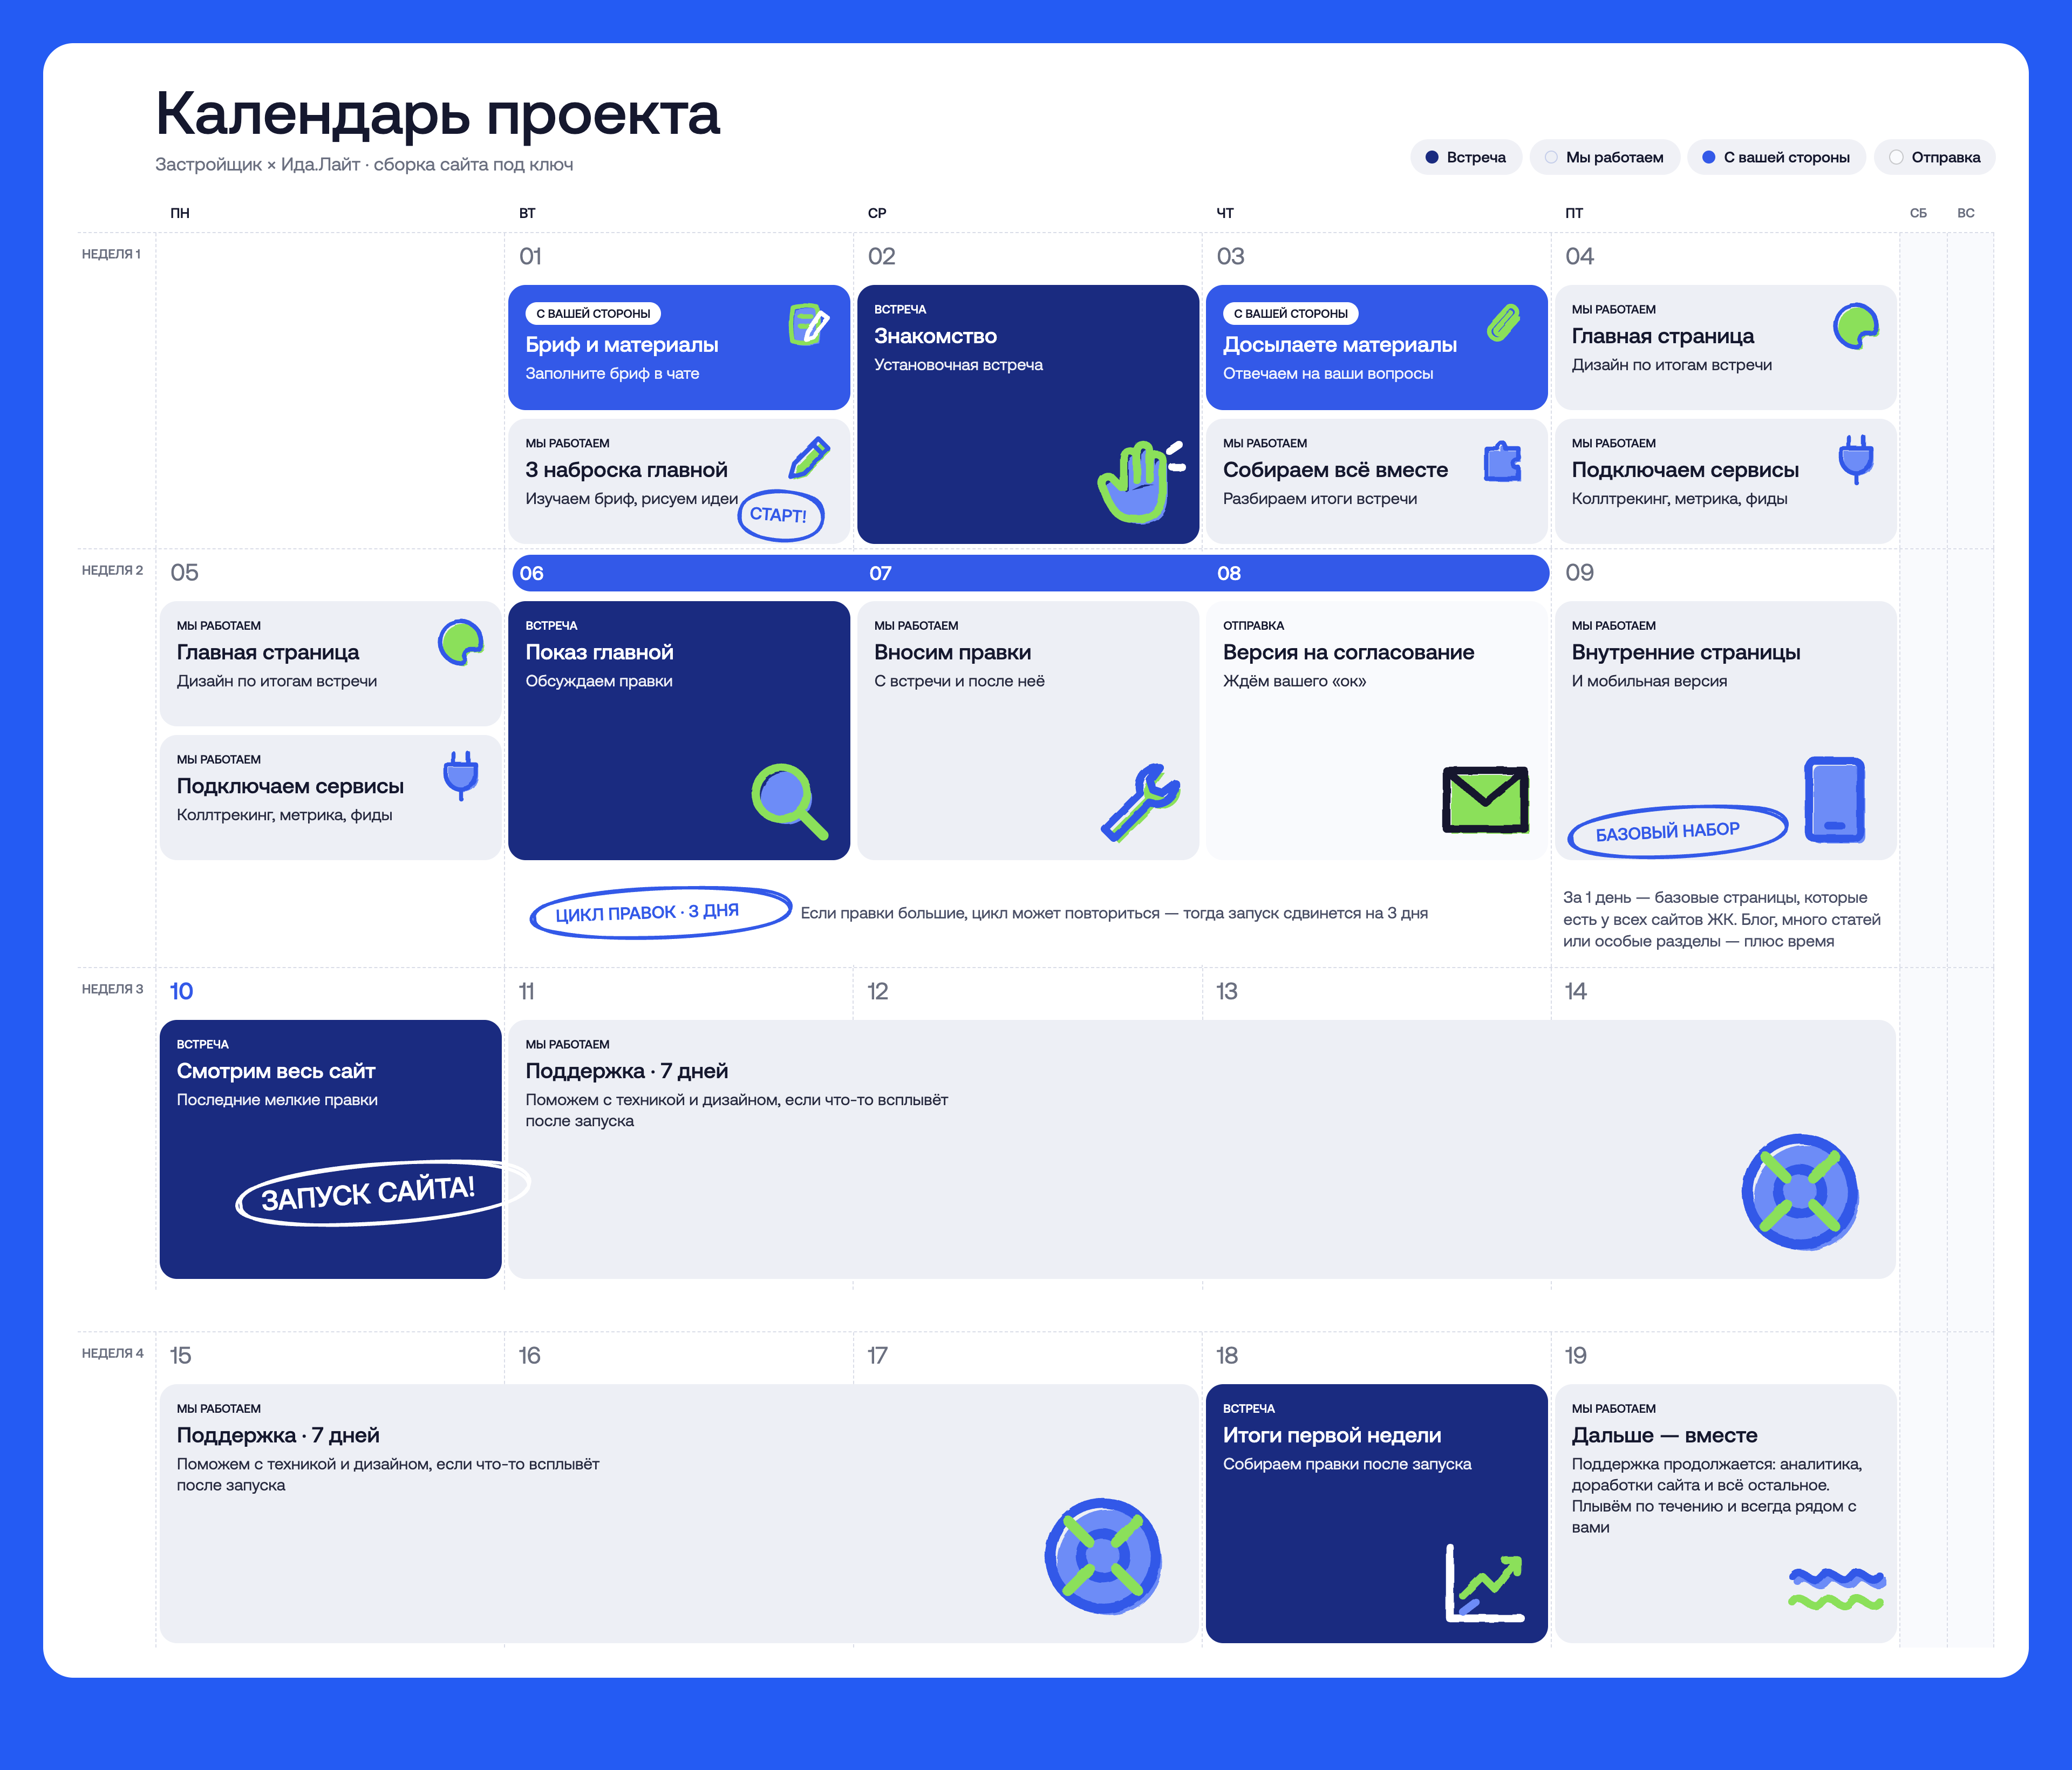 Календарь проекта
Застройщик × Ида.Лайт · сборка сайта под ключ
Встреча
Мы работаем
С вашей стороны
Отправка
ПН
ВТ
СР
ЧТ
ПТ
СБ
ВС
НЕДЕЛЯ 1
01
С ВАШЕЙ СТОРОНЫ
Бриф и материалы
Заполните бриф в чате
МЫ РАБОТАЕМ
3 наброска главной
Изучаем бриф, рисуем идеи
СТАРТ!
02
ВСТРЕЧА
Знакомство
Установочная встреча
03
С ВАШЕЙ СТОРОНЫ
Досылаете материалы
Отвечаем на ваши вопросы
МЫ РАБОТАЕМ
Собираем всё вместе
Разбираем итоги встречи
04
МЫ РАБОТАЕМ
Главная страница
Дизайн по итогам встречи
МЫ РАБОТАЕМ
Подключаем сервисы
Коллтрекинг, метрика, фиды
НЕДЕЛЯ 2
05
МЫ РАБОТАЕМ
Главная страница
Дизайн по итогам встречи
МЫ РАБОТАЕМ
Подключаем сервисы
Коллтрекинг, метрика, фиды
06
ВСТРЕЧА
Показ главной
Обсуждаем правки
07
МЫ РАБОТАЕМ
Вносим правки
С встречи и после неё
08
ОТПРАВКА
Версия на согласование
Ждём вашего «ок»
09
МЫ РАБОТАЕМ
Внутренние страницы
И мобильная версия
БАЗОВЫЙ НАБОР
ЦИКЛ ПРАВОК · 3 ДНЯ
Если правки большие, цикл может повториться — тогда запуск сдвинется на 3 дня
За 1 день — базовые страницы, которые
есть у всех сайтов ЖК. Блог, много статей
или особые разделы — плюс время
НЕДЕЛЯ 3
10
ВСТРЕЧА
Смотрим весь сайт
Последние мелкие правки
ЗАПУСК САЙТА!
11
12
13
14
МЫ РАБОТАЕМ
Поддержка · 7 дней
Поможем с техникой и дизайном, если что-то всплывёт
после запуска
НЕДЕЛЯ 4
15
16
17
МЫ РАБОТАЕМ
Поддержка · 7 дней
Поможем с техникой и дизайном, если что-то всплывёт
после запуска
18
ВСТРЕЧА
Итоги первой недели
Собираем правки после запуска
19
МЫ РАБОТАЕМ
Дальше — вместе
Поддержка продолжается: аналитика,
доработки сайта и всё остальное.
Плывём по течению и всегда рядом с
вами